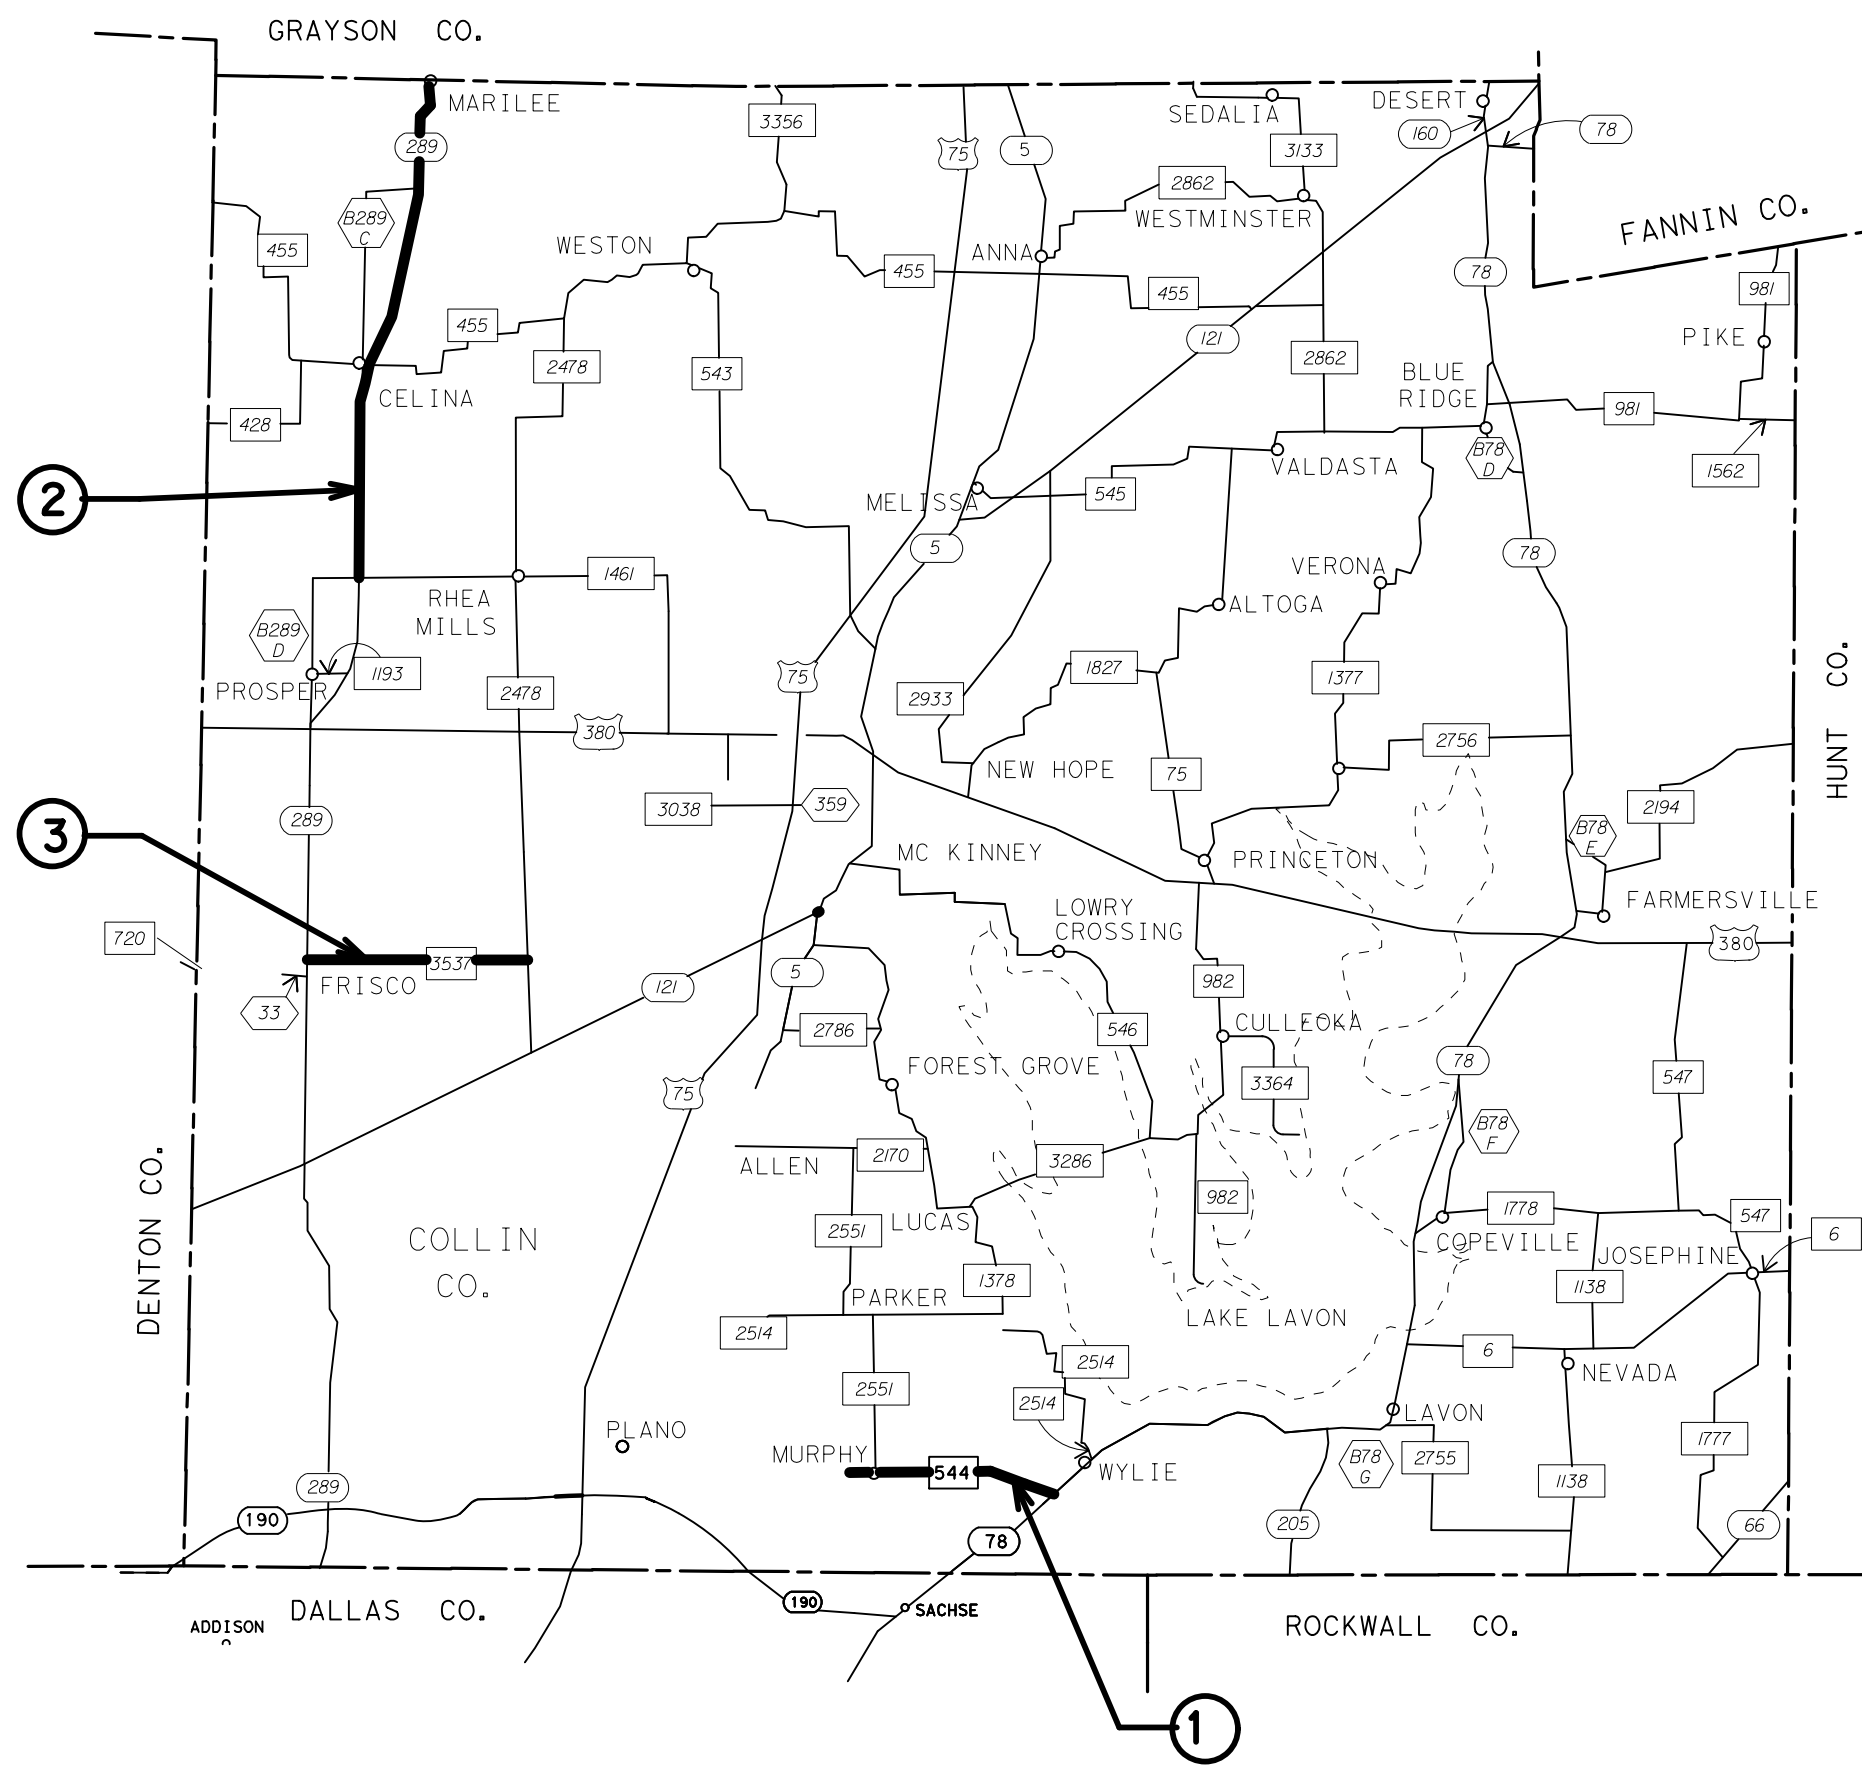 GRAYSON CO.
MARILEE
3356
SEDALIA
DESERT
160
78
289
75
5
3133
2862
B289
C
WESTMINSTER
FANNIN CO.
455
WESTON
ANNA
455
455
78
981
455
121
PIKE
2478
543
2862
BLUE
RIDGE
CELINA
428
981
B78
D
VALDASTA
1562
2
MELISSA
545
5
78
1461
VERONA
RHEA
MILLS
ALTOGA
B289
D
1193
PROSPER
75
1827
1377
2478
2933
HUNT CO.
380
2756
NEW HOPE
75
3038
359
2194
3
289
B78
E
MC KINNEY
PRINCETON
FARMERSVILLE
LOWRY
CROSSING
720
380
3537
5
982
FRISCO
121
33
2786
546
CULLEOKA
78
FOREST GROVE
3364
547
75
B78
F
ALLEN
2170
3286
982
DENTON CO.
COLLIN
CO.
2551
LUCAS
1778
547
6
COPEVILLE
JOSEPHINE
1378
1138
PARKER
LAKE LAVON
2514
6
2514
NEVADA
2551
2514
LAVON
PLANO
MURPHY
544
WYLIE
B78
G
2755
1777
1138
289
190
78
205
66
190
SACHSE
DALLAS CO.
ADDISON
ROCKWALL CO.
1